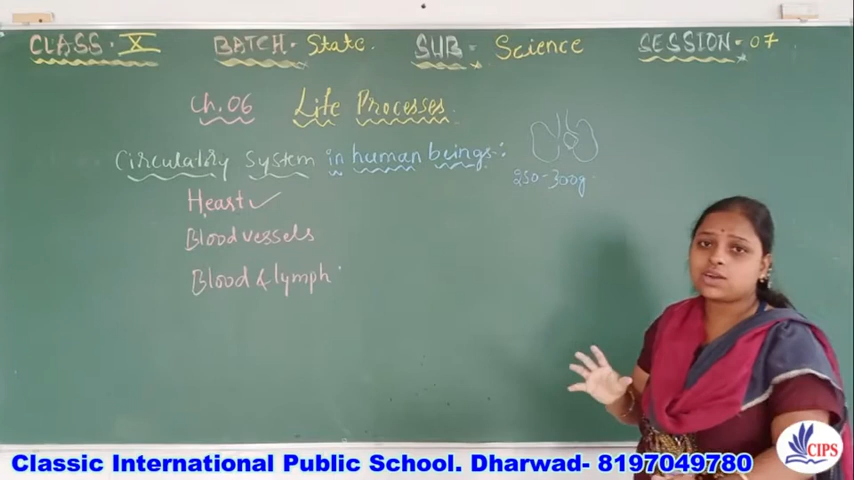 CLASS - X BATCH - State. SUB - Science SESSION - 07
Ch. 06 Life Processes.
Circulatory System in human beings:
250-300g
Heart ✓
Blood vessels
Blood & lymph
CIPS
Classic International Public School. Dharwad- 8197049780